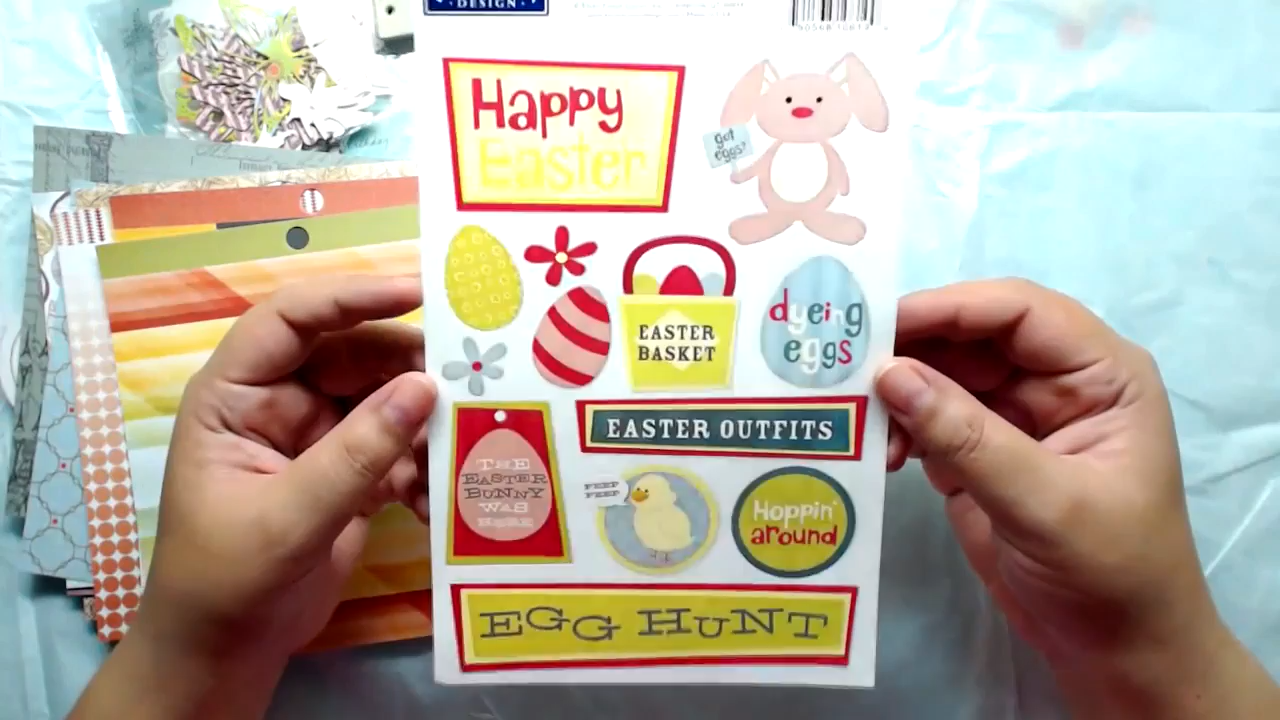 DESIGN
Happy
Easter
got
eggs?
EASTER
BASKET
dyeing
eggs
EASTER OUTFITS
THE
EASTER
BUNNY
WAS
HERE
PEEP
PEEP
Hoppin'
around
EGG HUNT